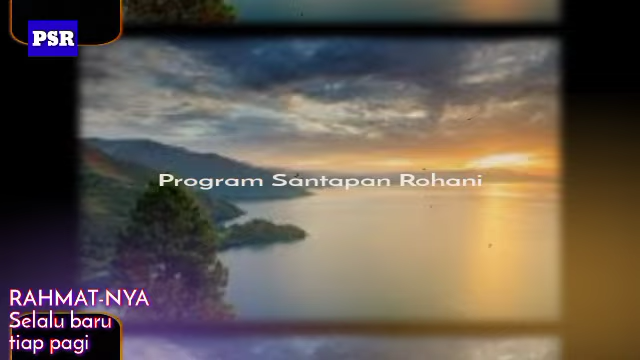 PSR
Program Santapan Rohani
RAHMAT-NYA
Selalu baru
tiap pagi